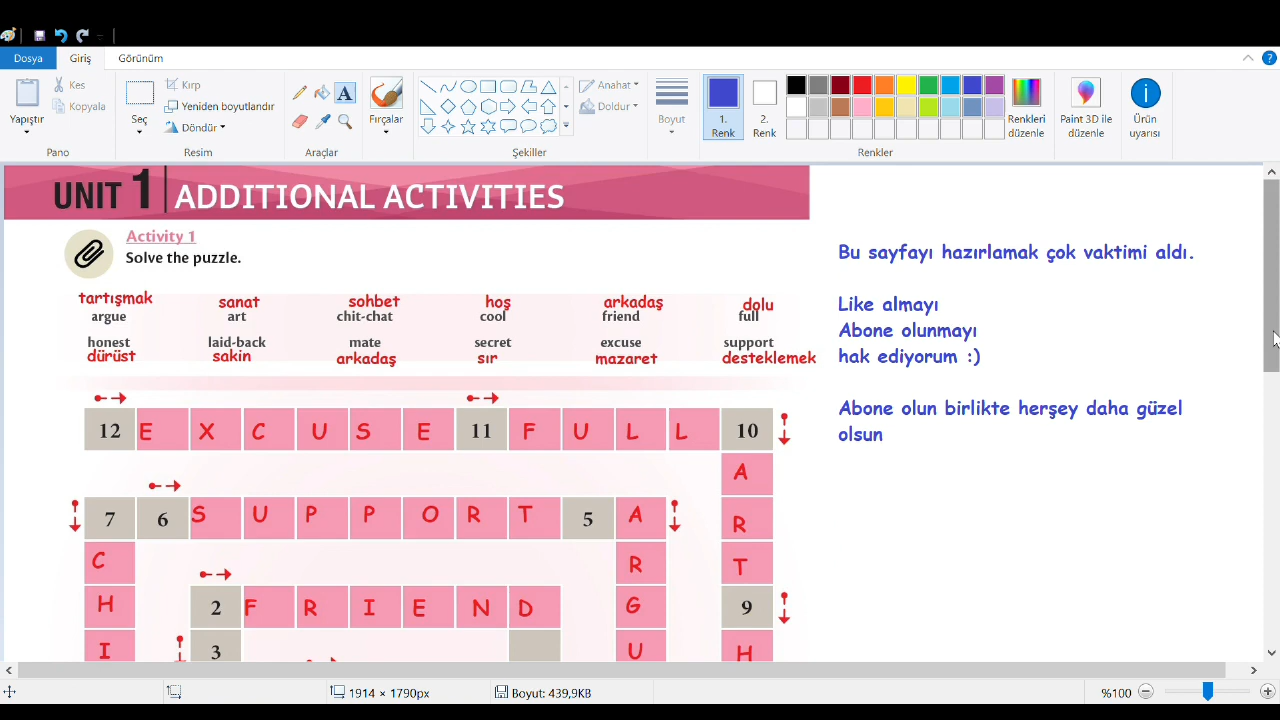 Dosya Giriş Görünüm
Yapıştır Kes Kopyala Seç Kırp Yeniden boyutlandır Döndür Fırçalar Anahat Doldur Boyut 1. Renk 2. Renk Renkleri düzenle Paint 3D ile düzenle Ürün uyarısı
Pano Resim Araçlar Şekiller Renkler
UNIT 1 ADDITIONAL ACTIVITIES
Activity 1
Solve the puzzle.
tartışmak sanat sohbet hoş arkadaş dolu
argue art chit-chat cool friend full
honest laid-back mate secret excuse support
dürüst sakin arkadaş sır mazaret desteklemek
12 E X C U S E 11 F U L L 10
A
7 6 S U P P O R T 5 A R
C R T
H 2 F R I E N D G 9
I 3 U H
Bu sayfayı hazırlamak çok vaktimi aldı.
Like almayı
Abone olunmayı
hak ediyorum :)
Abone olun birlikte herşey daha güzel
olsun
1914 × 1790px Boyut: 439,9KB %100